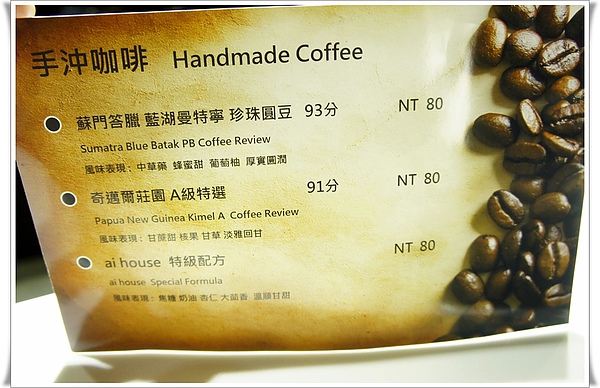 手沖咖啡 Handmade Coffee
蘇門答臘 藍湖曼特寧 珍珠圓豆 93分 NT 80
Sumatra Blue Batak PB Coffee Review
風味表現: 中草藥 蜂蜜甜 葡萄柚 厚實圓潤
奇邁爾莊園 A級特選 91分 NT 80
Papua New Guinea Kimel A Coffee Review
風味表現: 甘蔗甜 核果 甘草 淡雅回甘
ai house 特級配方 NT 80
ai house Special Formula
風味表現: 焦糖 奶油 杏仁 大茴香 溫順甘甜